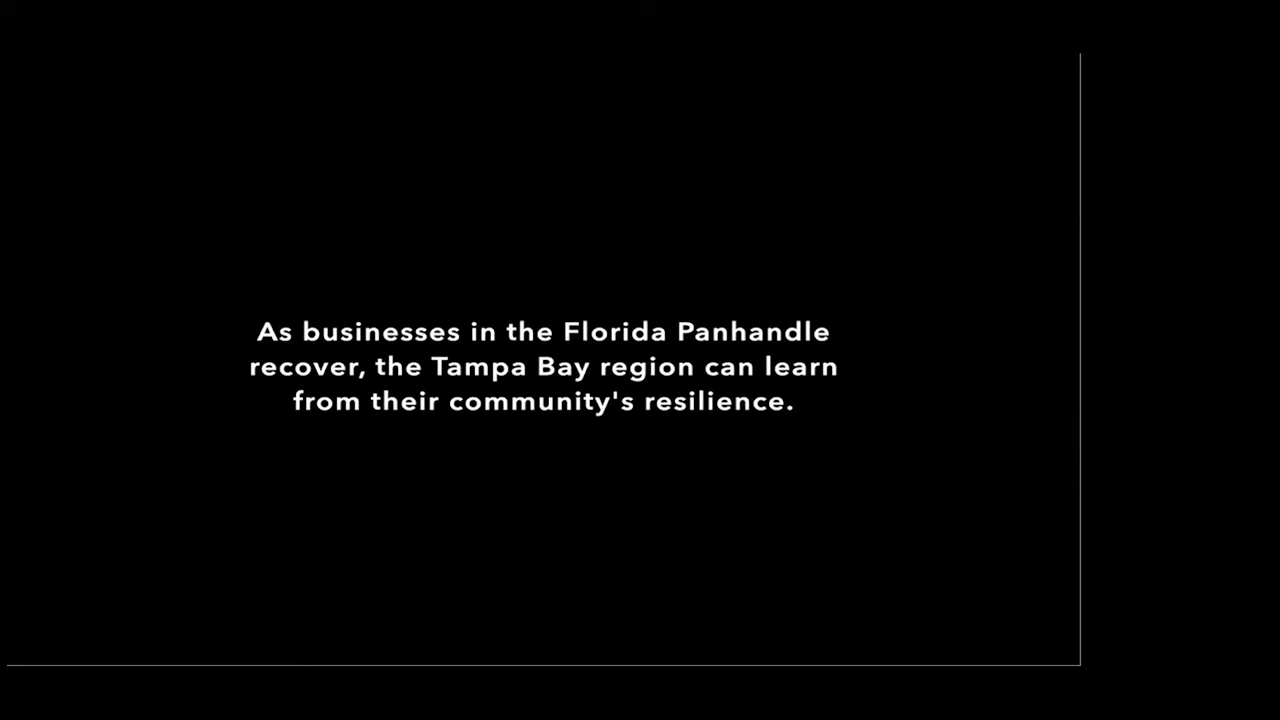 As businesses in the Florida Panhandle
recover, the Tampa Bay region can learn
from their community's resilience.